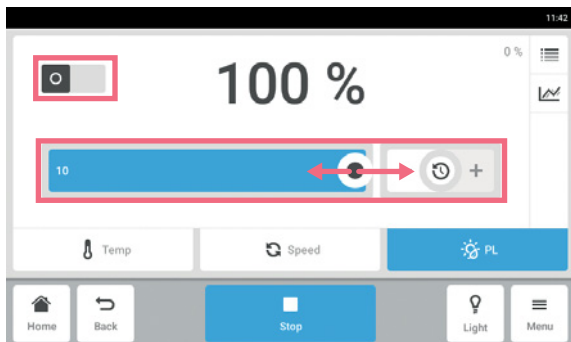 11:42
0 %
100 %
10
Temp
Speed
PL
Home
Back
Stop
Light
Menu